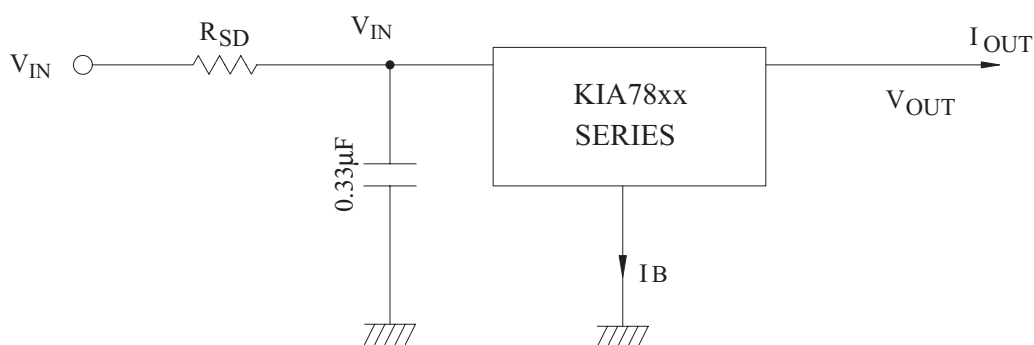 V_IN
R_SD
V_IN
0.33μF
KIA78xx
SERIES
I_B
I_OUT
V_OUT